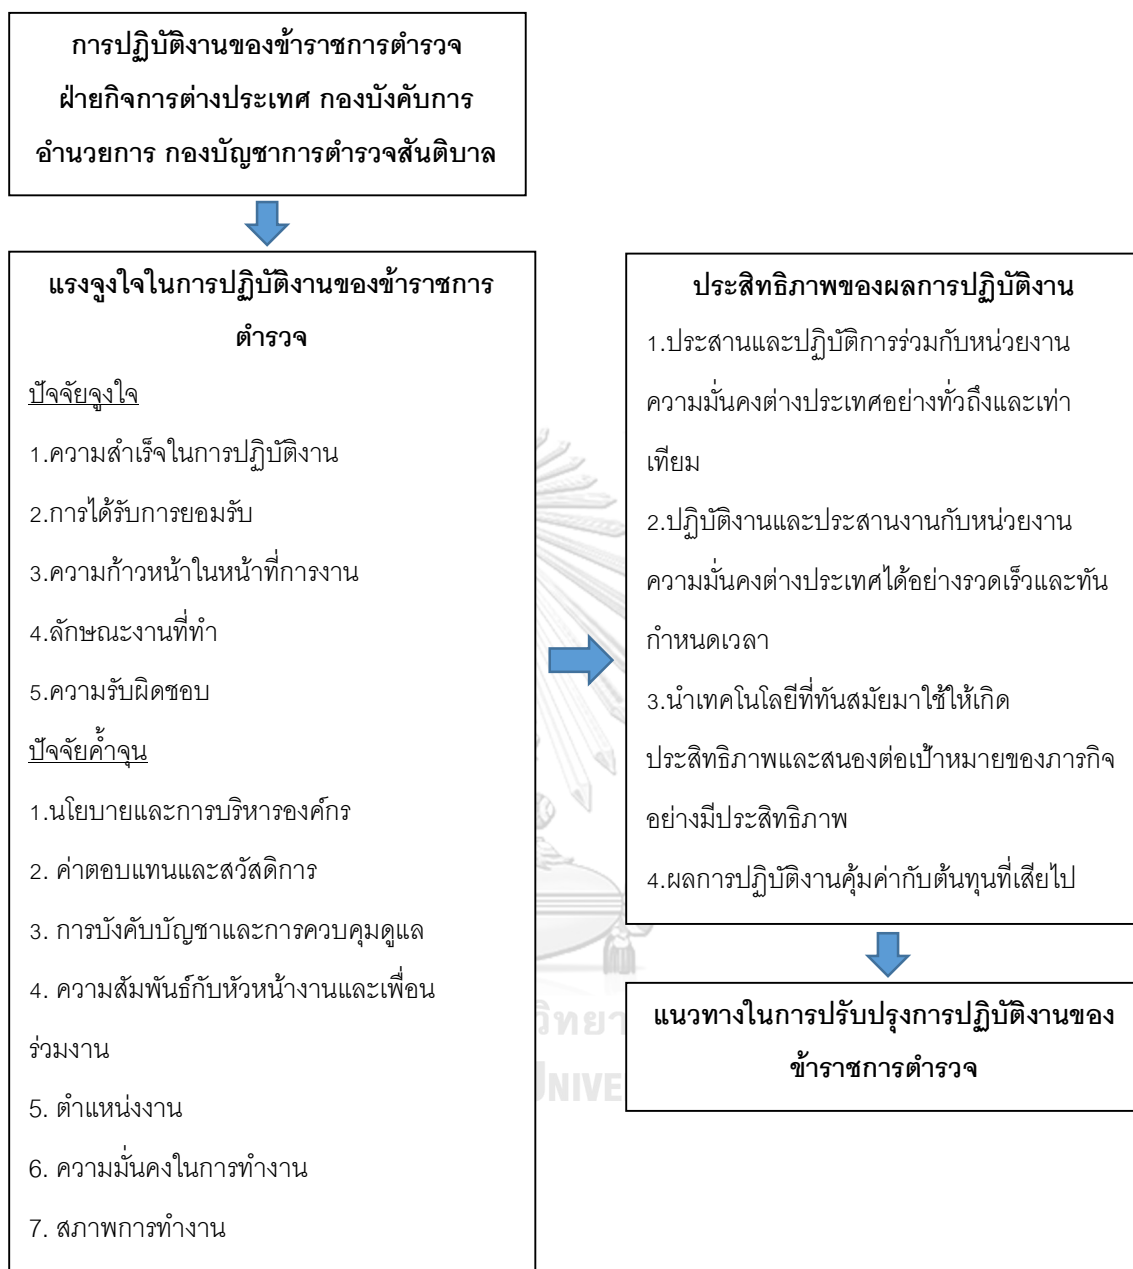 การปฏิบัติงานของข้าราชการตำรวจ
ฝ่ายกิจการต่างประเทศ กองบังคับการ
อำนวยการ กองบัญชาการตำรวจสันติบาล
แรงจูงใจในการปฏิบัติงานของข้าราชการ
ตำรวจ
ปัจจัยจูงใจ
1.ความสำเร็จในการปฏิบัติงาน
2.การได้รับการยอมรับ
3.ความก้าวหน้าในหน้าที่การงาน
4.ลักษณะงานที่ทำ
5.ความรับผิดชอบ
ปัจจัยค้ำจุน
1.นโยบายและการบริหารองค์กร
2. ค่าตอบแทนและสวัสดิการ
3. การบังคับบัญชาและการควบคุมดูแล
4. ความสัมพันธ์กับหัวหน้างานและเพื่อน
ร่วมงาน
5. ตำแหน่งงาน
6. ความมั่นคงในการทำงาน
7. สภาพการทำงาน
ประสิทธิภาพของผลการปฏิบัติงาน
1.ประสานและปฏิบัติการร่วมกับหน่วยงาน
ความมั่นคงต่างประเทศอย่างทั่วถึงและเท่า
เทียม
2.ปฏิบัติงานและประสานงานกับหน่วยงาน
ความมั่นคงต่างประเทศได้อย่างรวดเร็วและทัน
กำหนดเวลา
3.นำเทคโนโลยีที่ทันสมัยมาใช้ให้เกิด
ประสิทธิภาพและสนองต่อเป้าหมายของภารกิจ
อย่างมีประสิทธิภาพ
4.ผลการปฏิบัติงานคุ้มค่ากับต้นทุนที่เสียไป
แนวทางในการปรับปรุงการปฏิบัติงานของ
ข้าราชการตำรวจ